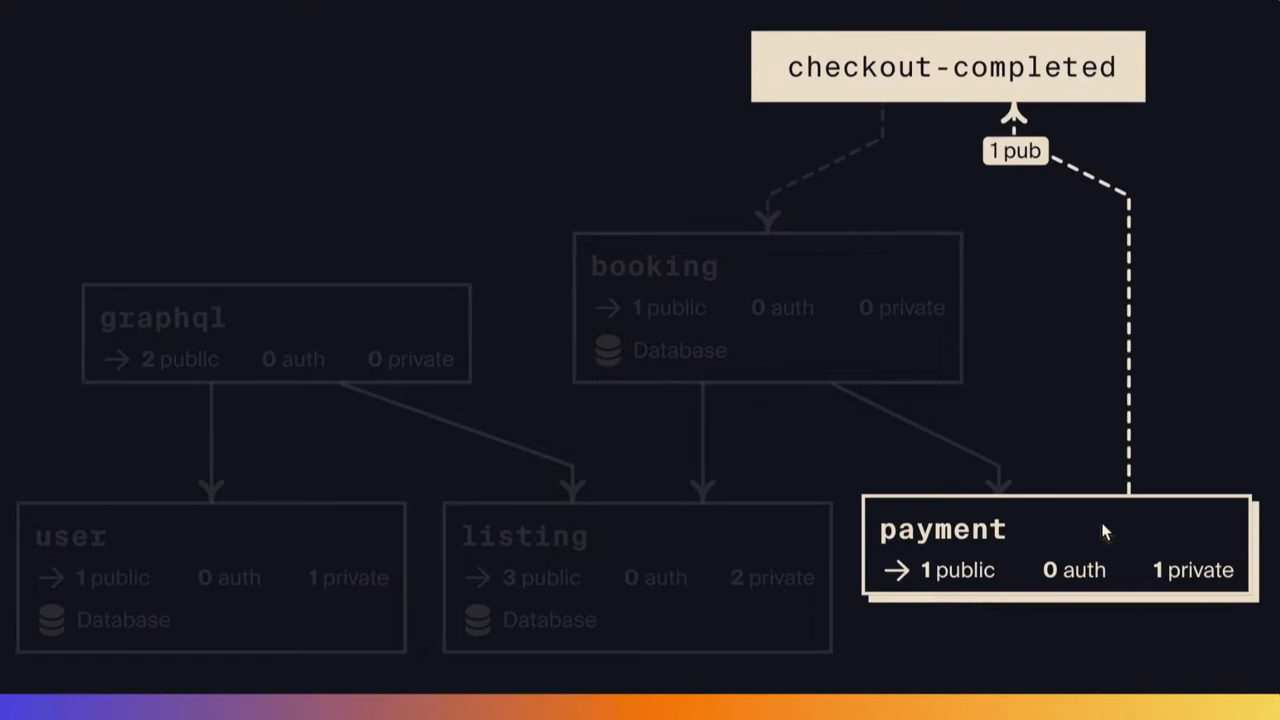 checkout-completed
1 pub
booking
1 public 0 auth 0 private
Database
graphql
2 public 0 auth 0 private
user
1 public 0 auth 1 private
Database
listing
3 public 0 auth 2 private
Database
payment
1 public 0 auth 1 private